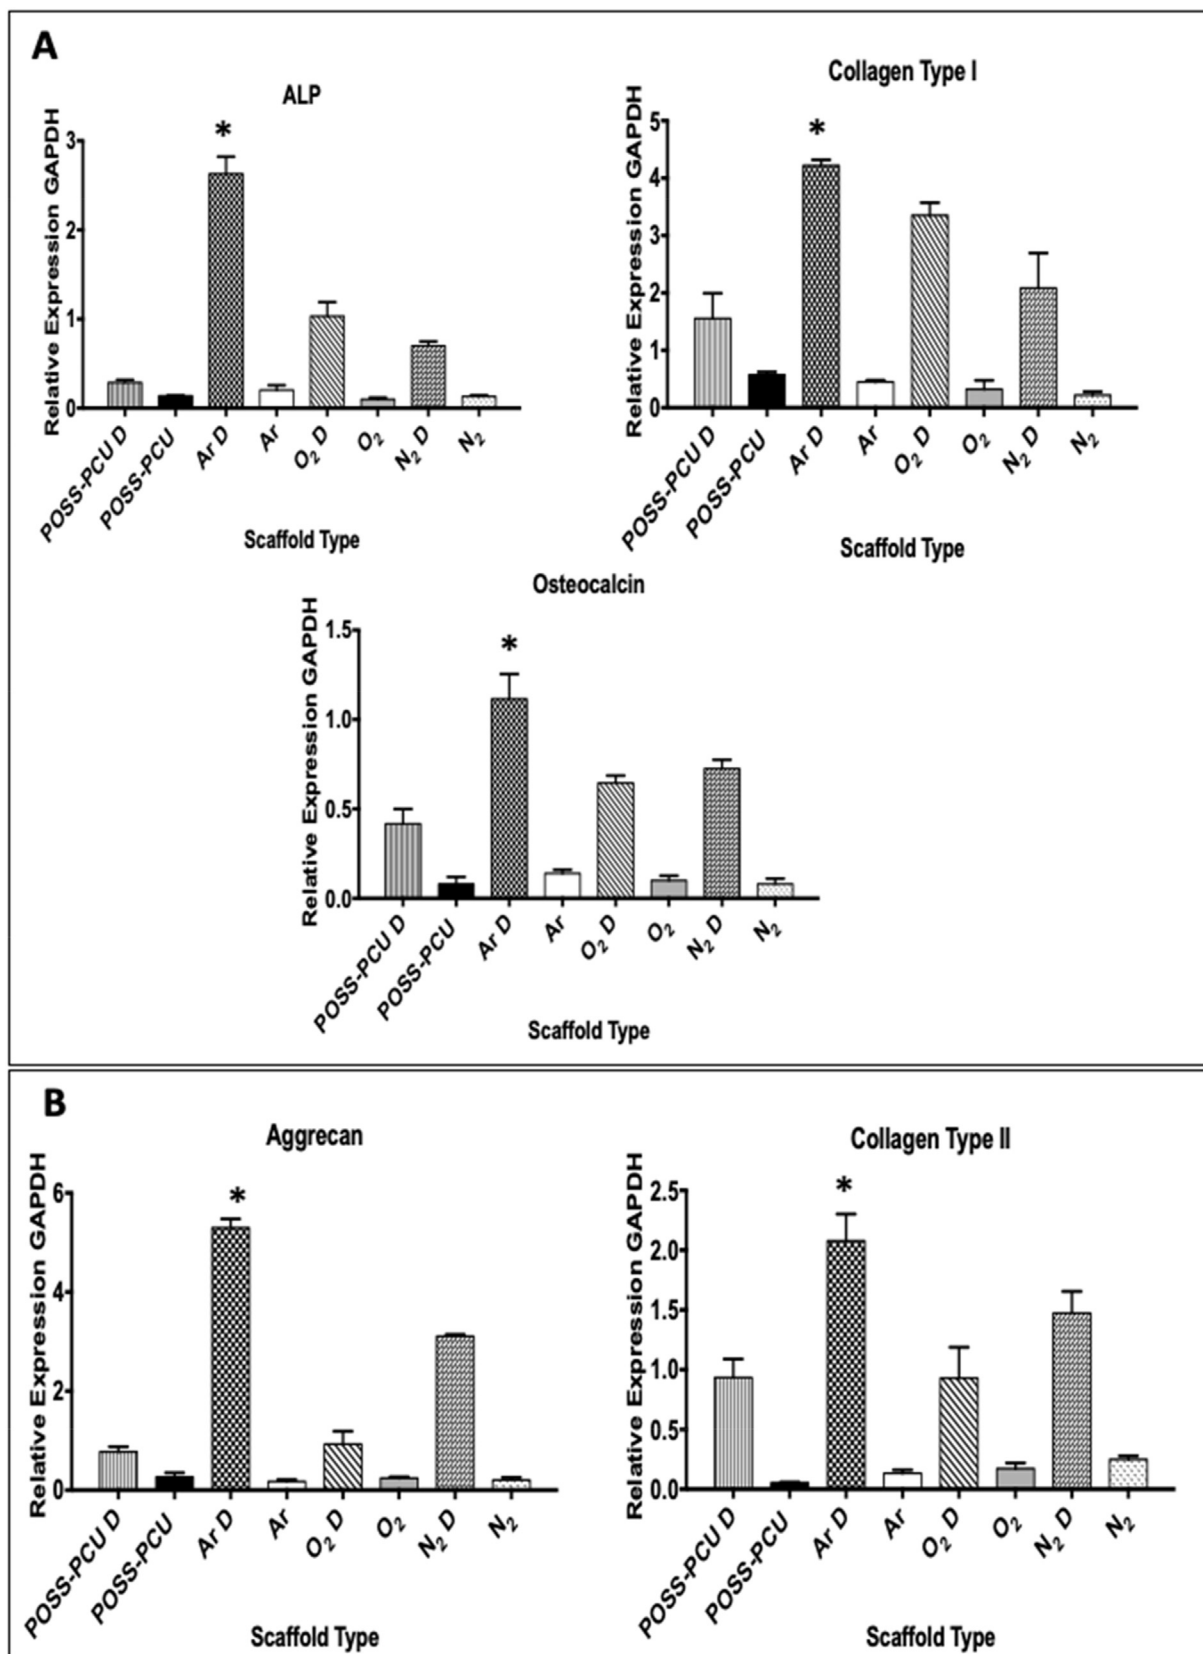 A
ALP
*
Relative Expression GAPDH
3
2
1
0
POSS-PCU D
POSS-PCU
Ar D
Ar
O₂ D
O₂
N₂ D
N₂
Scaffold Type
Collagen Type I
*
Relative Expression GAPDH
5
4
3
2
1
0
POSS-PCU D
POSS-PCU
Ar D
Ar
O₂ D
O₂
N₂ D
N₂
Scaffold Type
Osteocalcin
*
Relative Expression GAPDH
1.5
1.0
0.5
0.0
POSS-PCU D
POSS-PCU
Ar D
Ar
O₂ D
O₂
N₂ D
N₂
Scaffold Type
B
Aggrecan
*
Relative Expression GAPDH
6
4
2
0
POSS-PCU D
POSS-PCU
Ar D
Ar
O₂ D
O₂
N₂ D
N₂
Scaffold Type
Collagen Type II
*
Relative Expression GAPDH
2.5
2.0
1.5
1.0
0.5
0.0
POSS-PCU D
POSS-PCU
Ar D
Ar
O₂ D
O₂
N₂ D
N₂
Scaffold Type